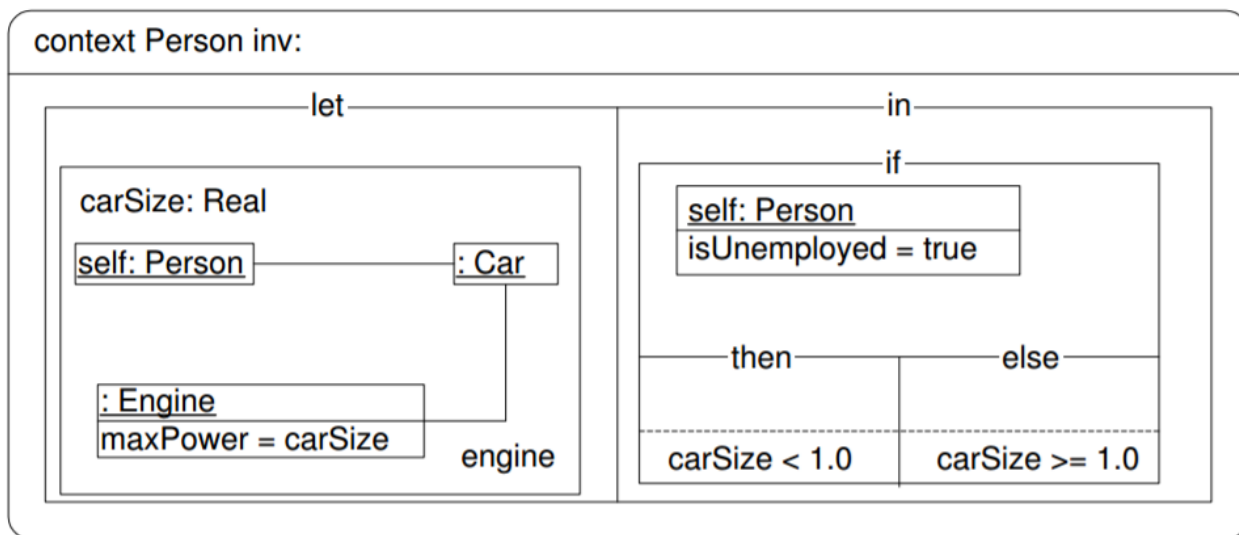 context Person inv:
let
carSize: Real
self: Person
: Car
: Engine
maxPower = carSize
engine
in
if
self: Person
isUnemployed = true
then
else
carSize < 1.0
carSize >= 1.0